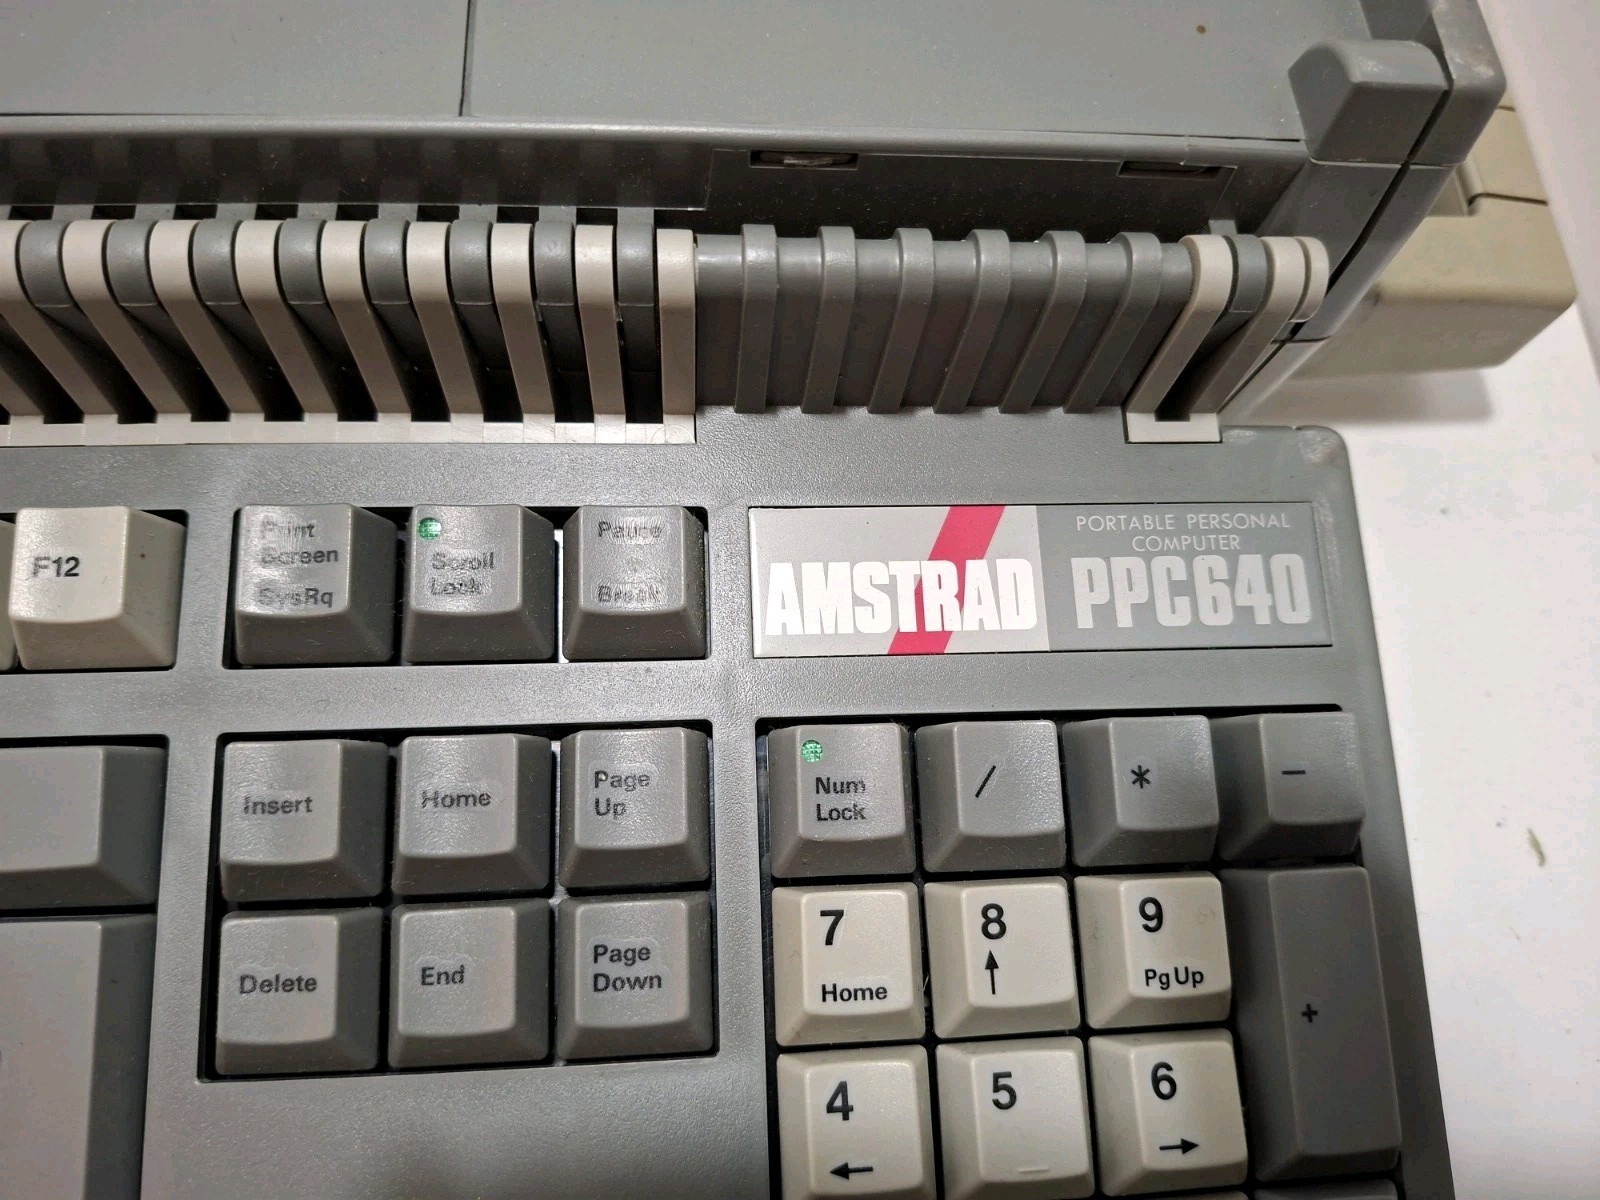 F12
Print
Screen
SysRq
Scroll
Lock
Pause
Break
AMSTRAD
PORTABLE PERSONAL
COMPUTER
PPC640
Insert
Home
Page
Up
Num
Lock
/
*
−
Delete
End
Page
Down
7
Home
8
↑
9
PgUp
+
4
←
5
6
→